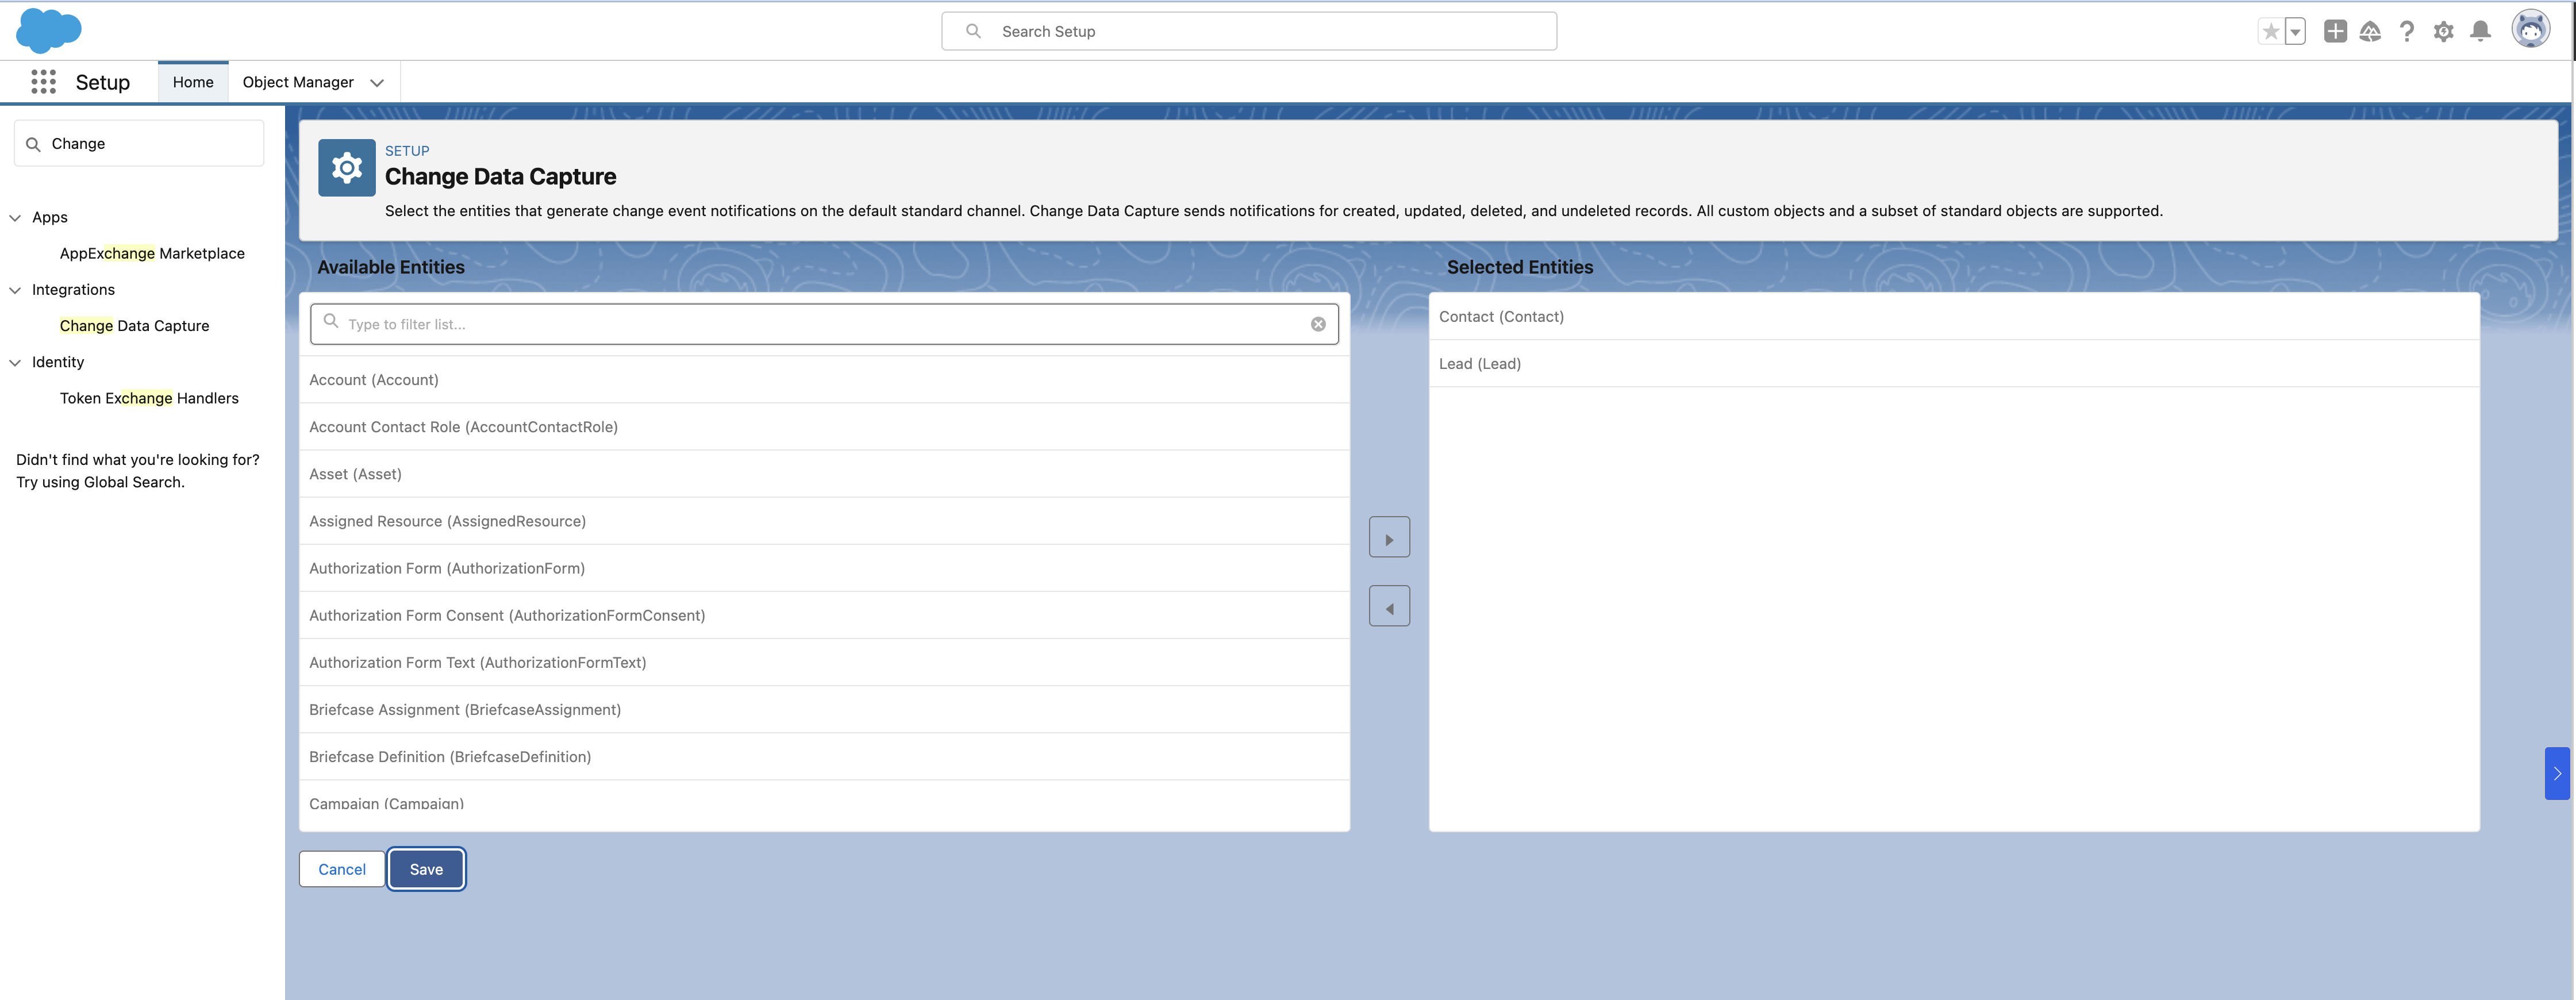 Search Setup
Setup
Home
Object Manager
Change
Apps
AppExchange Marketplace
Integrations
Change Data Capture
Identity
Token Exchange Handlers
Didn't find what you're looking for?
Try using Global Search.
SETUP
Change Data Capture
Select the entities that generate change event notifications on the default standard channel. Change Data Capture sends notifications for created, updated, deleted, and undeleted records. All custom objects and a subset of standard objects are supported.
Available Entities
Type to filter list...
Account (Account)
Account Contact Role (AccountContactRole)
Asset (Asset)
Assigned Resource (AssignedResource)
Authorization Form (AuthorizationForm)
Authorization Form Consent (AuthorizationFormConsent)
Authorization Form Text (AuthorizationFormText)
Briefcase Assignment (BriefcaseAssignment)
Briefcase Definition (BriefcaseDefinition)
Campaign (Campaign)
Selected Entities
Contact (Contact)
Lead (Lead)
Cancel
Save